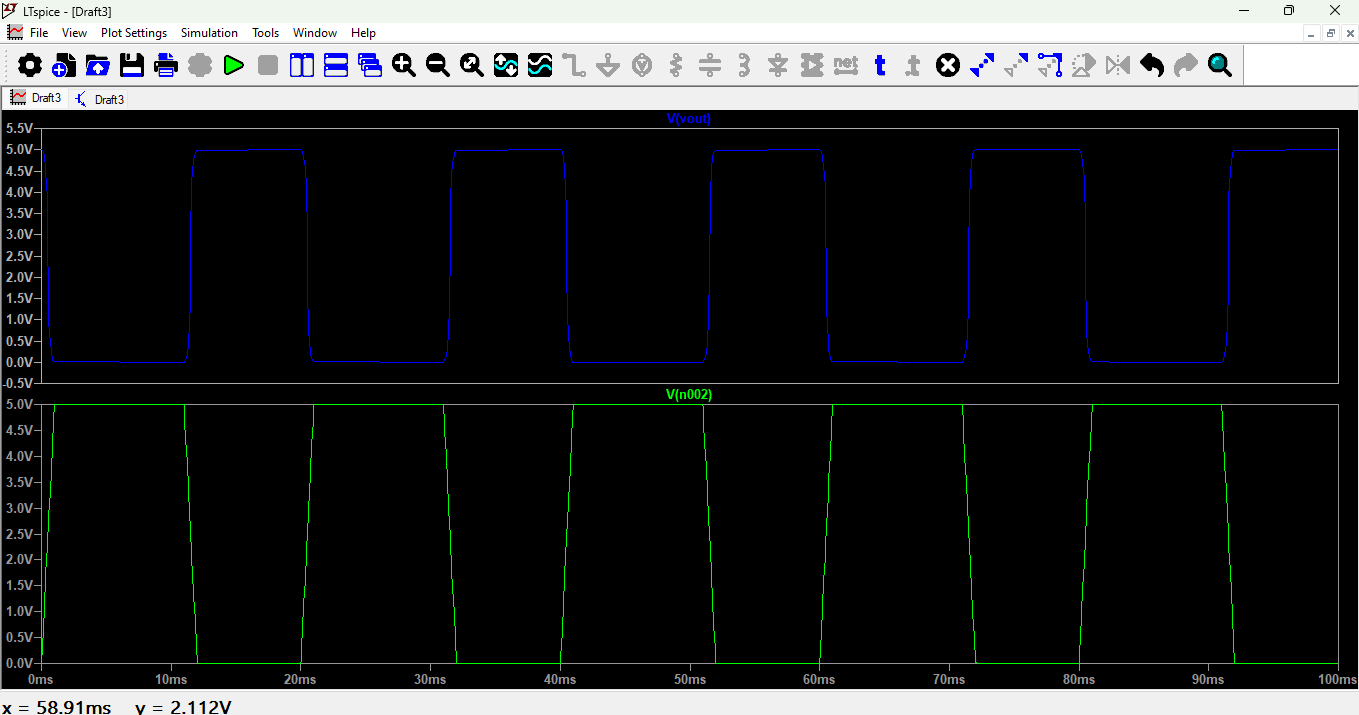 LTspice - [Draft3]
File View Plot Settings Simulation Tools Window Help
net t t
Draft3 Draft3
V(vout)
5.5V
5.0V
4.5V
4.0V
3.5V
3.0V
2.5V
2.0V
1.5V
1.0V
0.5V
0.0V
-0.5V
V(n002)
5.0V
4.5V
4.0V
3.5V
3.0V
2.5V
2.0V
1.5V
1.0V
0.5V
0.0V
0ms 10ms 20ms 30ms 40ms 50ms 60ms 70ms 80ms 90ms 100ms
x = 58.91ms y = 2.112V